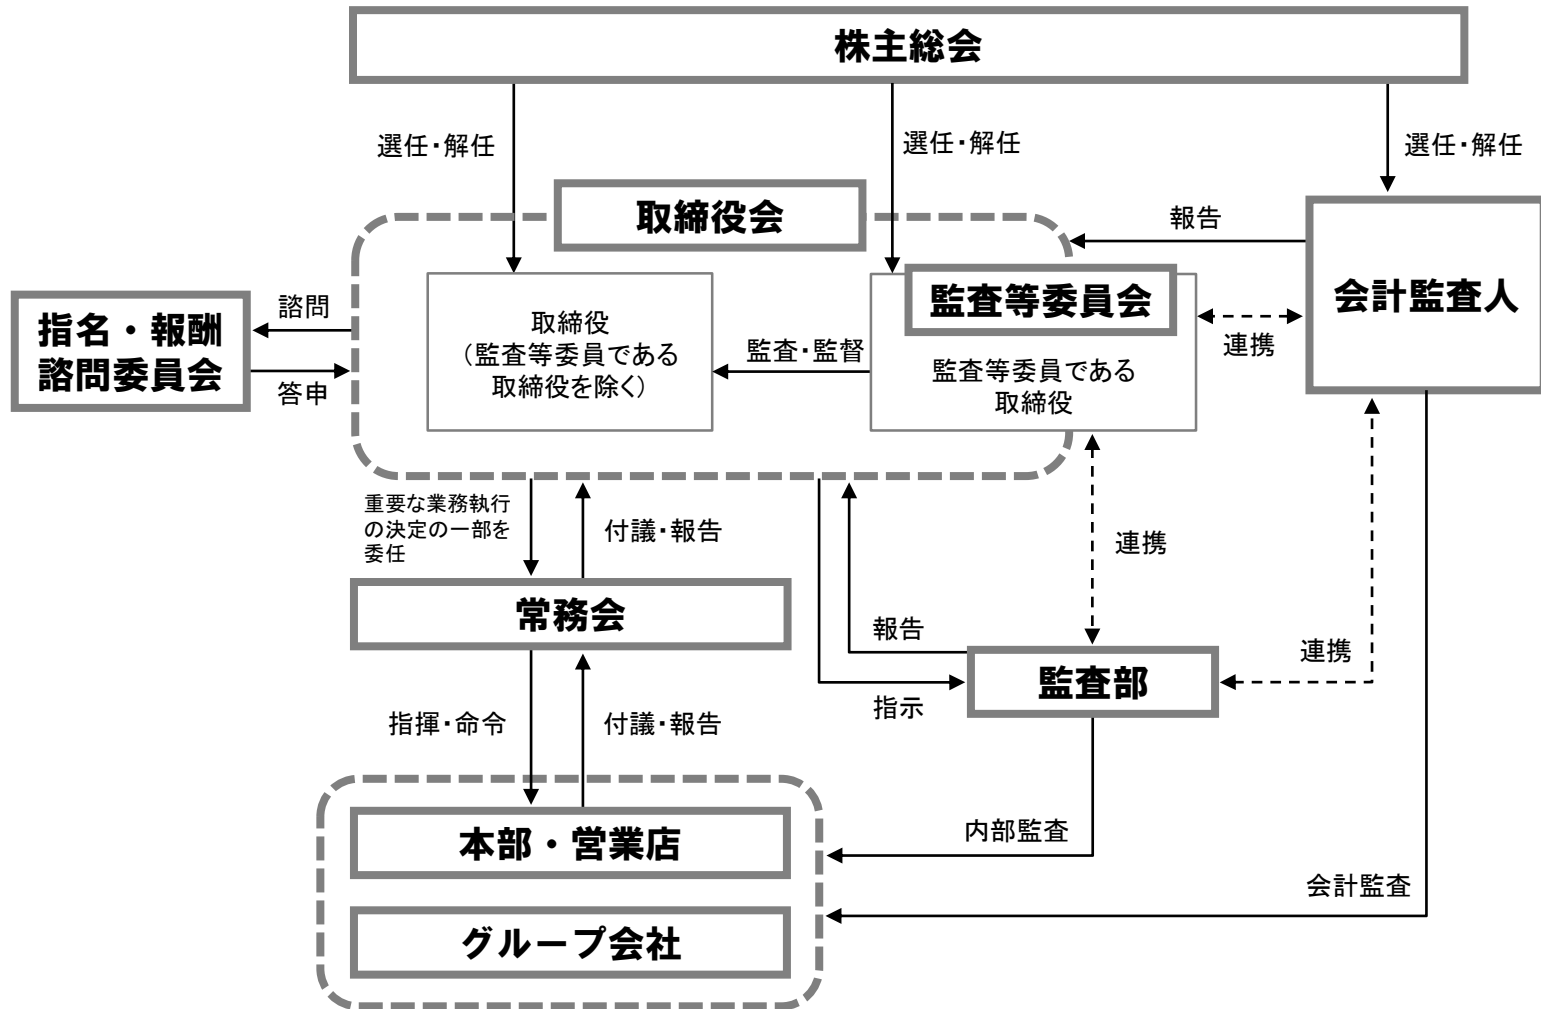 株主総会
選任・解任
選任・解任
選任・解任
取締役会
報告
監査等委員会
会計監査人
諮問
指名・報酬
諮問委員会
答申
取締役
（監査等委員である
取締役を除く）
監査・監督
監査等委員である
取締役
連携
重要な業務執行
の決定の一部を
委任
付議・報告
連携
常務会
報告
連携
監査部
指示
指揮・命令
付議・報告
本部・営業店
内部監査
会計監査
グループ会社